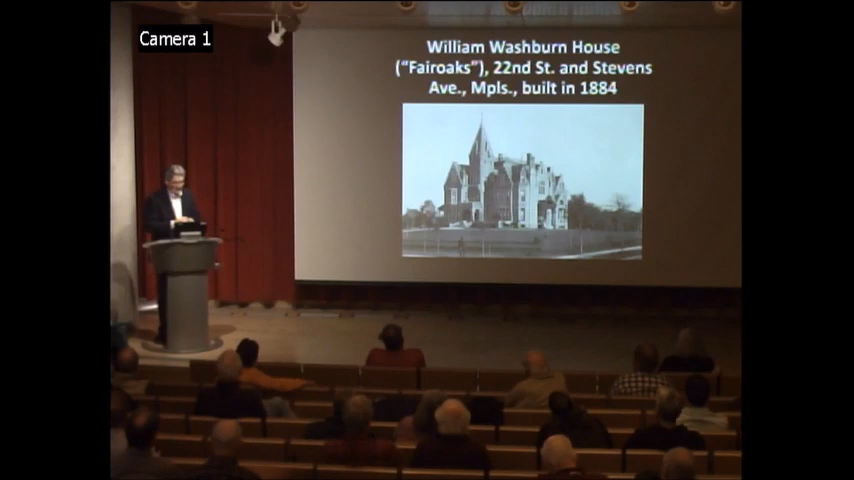 Camera 1
William Washburn House
("Fairoaks"), 22nd St. and Stevens
Ave., Mpls., built in 1884